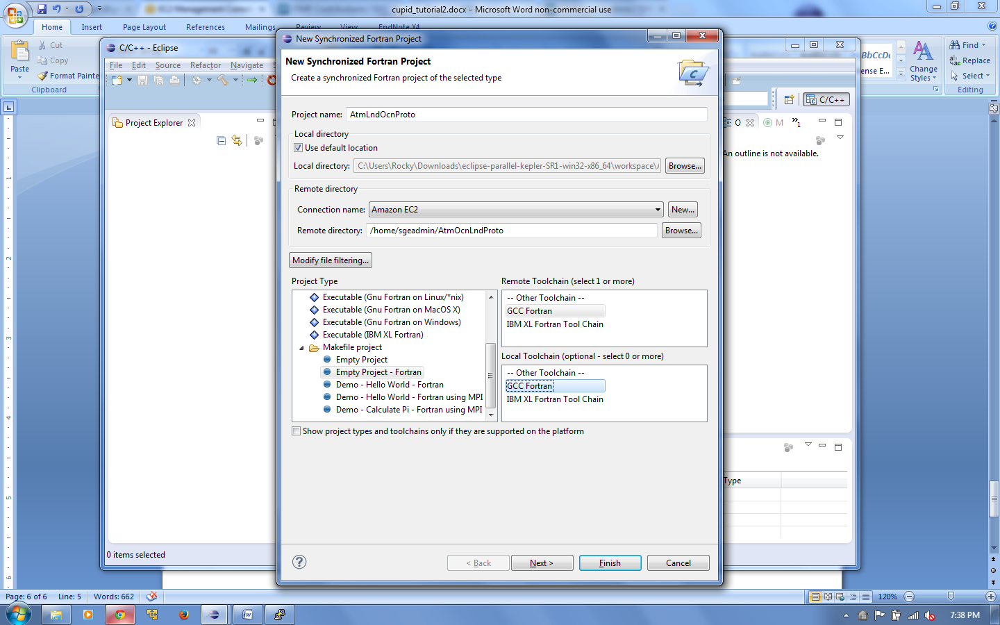 cupid_tutorial2.docx - Microsoft Word non-commercial use
Home Insert Page Layout References Mailings Review View EndNote X4
Paste
Cut
Copy
Format Painte
Clipboard
ense E...
Change Styles
Find
Replace
Select
Editing
C/C++ - Eclipse
File Edit Source Refactor Navigate
C/C++
Project Explorer
O
M
An outline is not available.
Type
0 items selected
New Synchronized Fortran Project
New Synchronized Fortran Project
Create a synchronized Fortran project of the selected type
Project name: AtmLndOcnProto
Local directory
Use default location
Local directory: C:\Users\Rocky\Downloads\eclipse-parallel-kepler-SR1-win32-x86_64\workspace\A Browse...
Remote directory
Connection name: Amazon EC2 New...
Remote directory: /home/sgeadmin/AtmOcnLndProto Browse...
Modify file filtering...
Project Type
Executable (Gnu Fortran on Linux/*nix)
Executable (Gnu Fortran on MacOS X)
Executable (Gnu Fortran on Windows)
Executable (IBM XL Fortran)
Makefile project
Empty Project
Empty Project - Fortran
Demo - Hello World - Fortran
Demo - Hello World - Fortran using MPI
Demo - Calculate Pi - Fortran using MPI
Remote Toolchain (select 1 or more)
-- Other Toolchain --
GCC Fortran
IBM XL Fortran Tool Chain
Local Toolchain (optional - select 0 or more)
-- Other Toolchain --
GCC Fortran
IBM XL Fortran Tool Chain
Show project types and toolchains only if they are supported on the platform
< Back Next > Finish Cancel
Page: 6 of 6 Line: 5 Words: 662 120%
7:38 PM